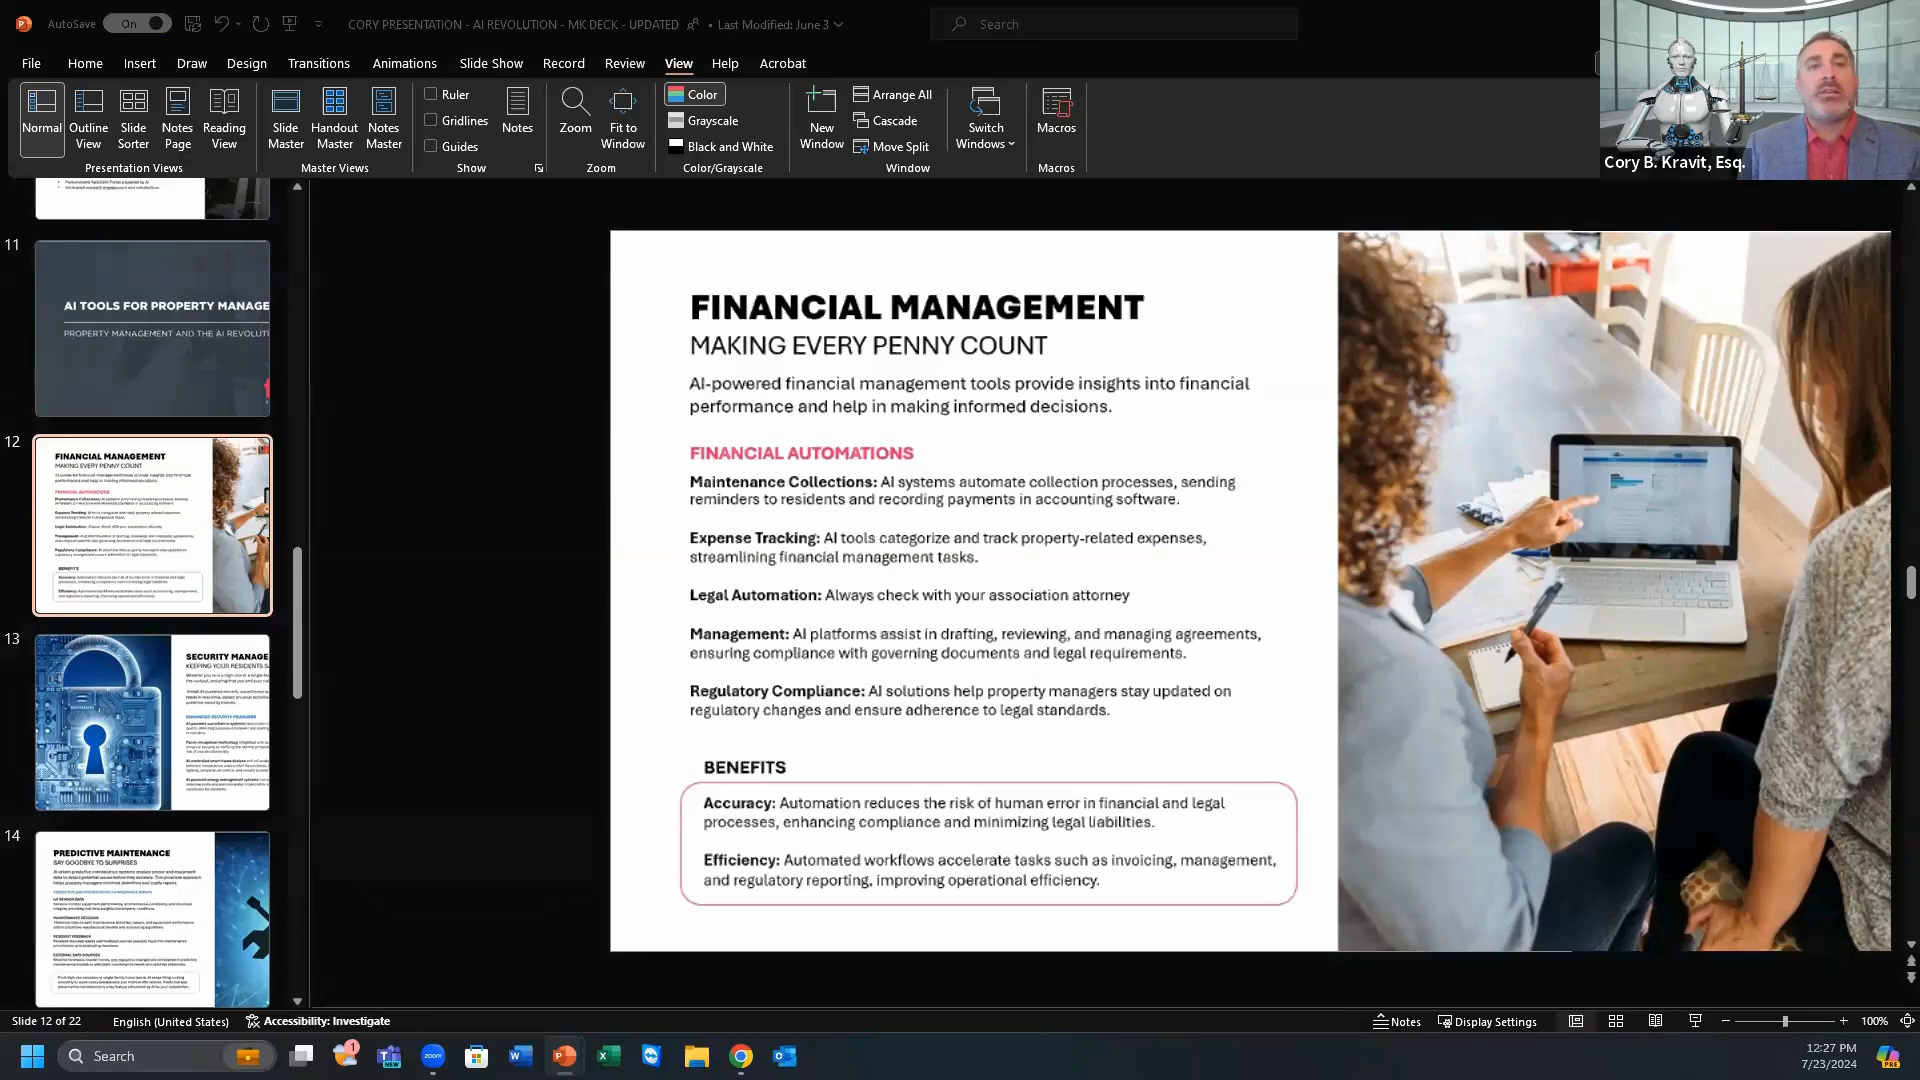 AutoSave On CORY PRESENTATION - AI REVOLUTION - MK DECK - UPDATED • Last Modified: June 3 Search
File Home Insert Draw Design Transitions Animations Slide Show Record Review View Help Acrobat
Normal
Outline View
Slide Sorter
Notes Page
Reading View
Presentation Views
Slide Master
Handout Master
Notes Master
Master Views
Ruler
Gridlines
Guides
Notes
Show
Zoom
Fit to Window
Zoom
Color
Grayscale
Black and White
Color/Grayscale
New Window
Arrange All
Cascade
Move Split
Switch Windows
Window
Macros
Macros
Cory B. Kravit, Esq.
11
AI TOOLS FOR PROPERTY MANAGE
PROPERTY MANAGEMENT AND THE AI REVOLUTI
12
FINANCIAL MANAGEMENT
MAKING EVERY PENNY COUNT
13
SECURITY MANAGE
KEEPING YOUR RESIDENTS SA
14
PREDICTIVE MAINTENANCE
SAY GOODBYE TO SURPRISES
FINANCIAL MANAGEMENT
MAKING EVERY PENNY COUNT
AI-powered financial management tools provide insights into financial
performance and help in making informed decisions.
FINANCIAL AUTOMATIONS
Maintenance Collections: AI systems automate collection processes, sending
reminders to residents and recording payments in accounting software.
Expense Tracking: AI tools categorize and track property-related expenses,
streamlining financial management tasks.
Legal Automation: Always check with your association attorney
Management: AI platforms assist in drafting, reviewing, and managing agreements,
ensuring compliance with governing documents and legal requirements.
Regulatory Compliance: AI solutions help property managers stay updated on
regulatory changes and ensure adherence to legal standards.
BENEFITS
Accuracy: Automation reduces the risk of human error in financial and legal
processes, enhancing compliance and minimizing legal liabilities.
Efficiency: Automated workflows accelerate tasks such as invoicing, management,
and regulatory reporting, improving operational efficiency.
Slide 12 of 22 English (United States) Accessibility: Investigate Notes Display Settings 100%
Search
1
NEW
zoom
12:27 PM
7/23/2024
PRE